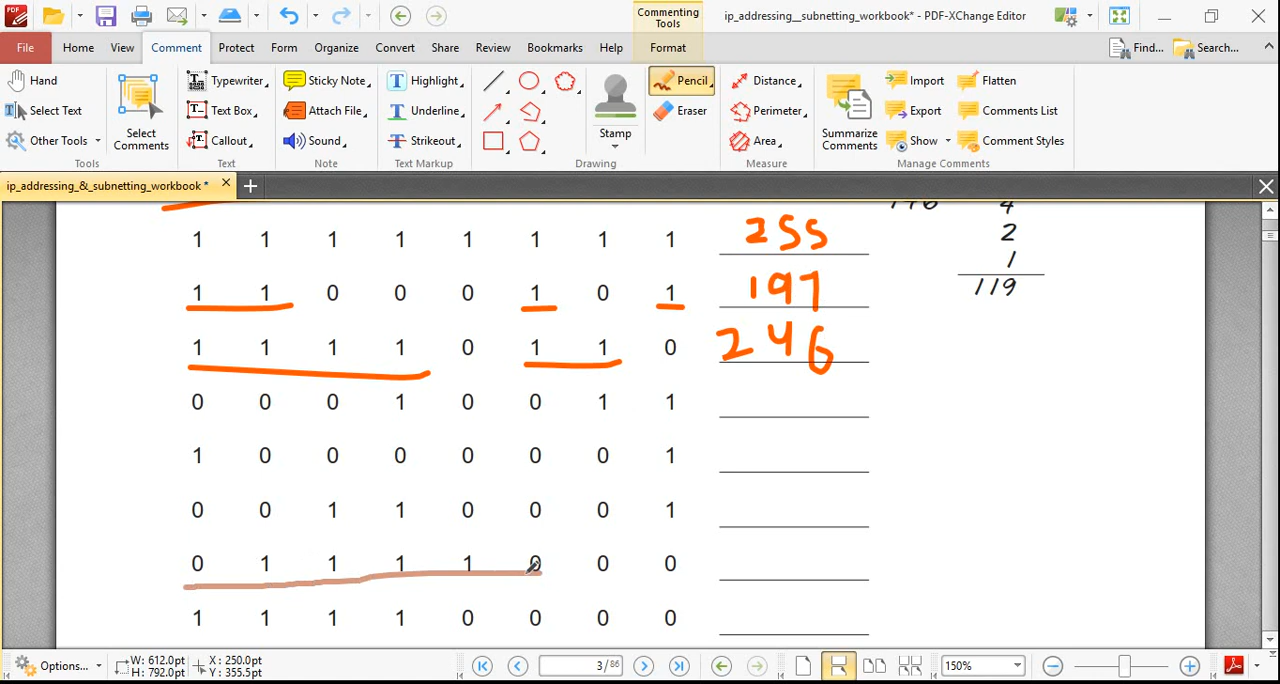 ip_addressing__subnetting_workbook* - PDF-XChange Editor
Commenting Tools
File Home View Comment Protect Form Organize Convert Share Review Bookmarks Help Format
Find... Search...
Hand
Select Text
Other Tools
Tools
Select Comments
Typewriter
Text Box
Callout
Text
Sticky Note
Attach File
Sound
Note
Highlight
Underline
Strikeout
Text Markup
Stamp
Pencil
Eraser
Drawing
Distance
Perimeter
Area
Measure
Summarize Comments
Import
Export
Show
Flatten
Comments List
Comment Styles
Manage Comments
ip_addressing_&_subnetting_workbook *
146 4
1 1 1 1 1 1 1 1 255 2
1
1 1 0 0 0 1 0 1 197 119
1 1 1 1 0 1 1 0 246
0 0 0 1 0 0 1 1
1 0 0 0 0 0 0 1
0 0 1 1 0 0 0 1
0 1 1 1 1 0 0 0
1 1 1 1 0 0 0 0
Options... W: 612.0pt H: 792.0pt X: 250.0pt Y: 355.5pt 3 / 86 150%